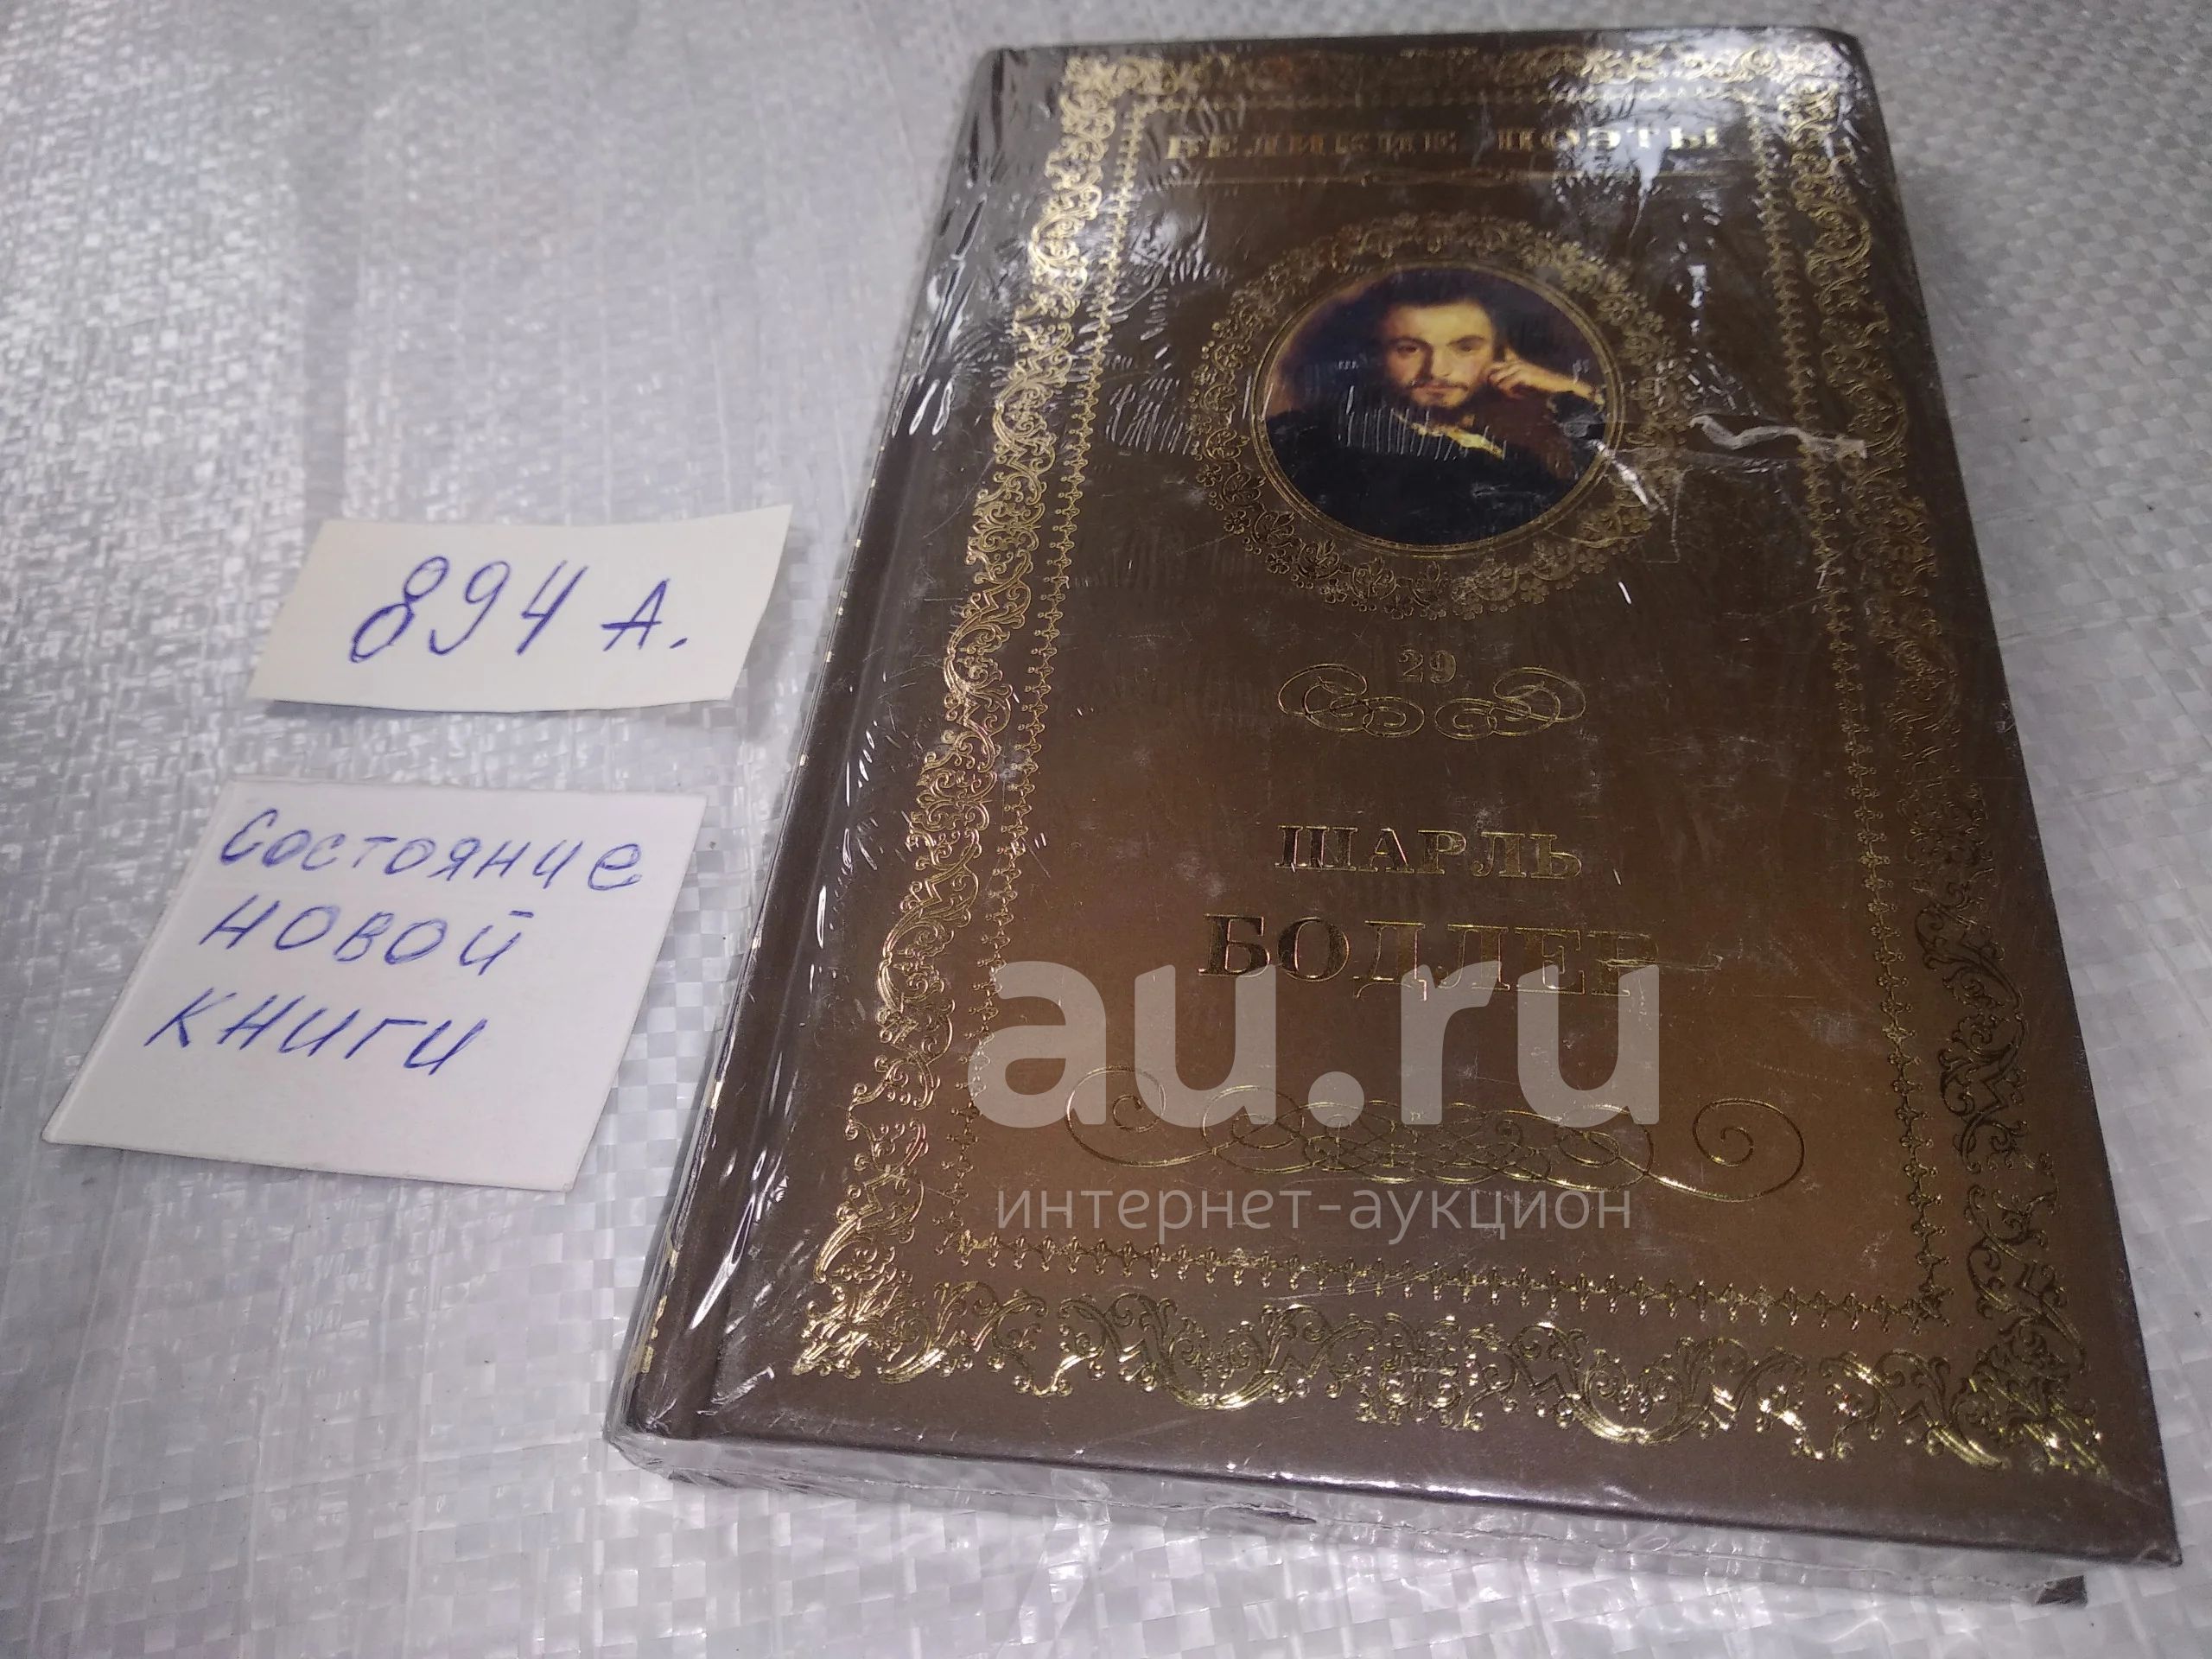 ВЕЛИКИЕ ПОЭТЫ
29
ШАРЛЬ
БОДЛЕР
894 А.
Состояние
новой
книги
au.ru
интернет-аукцион